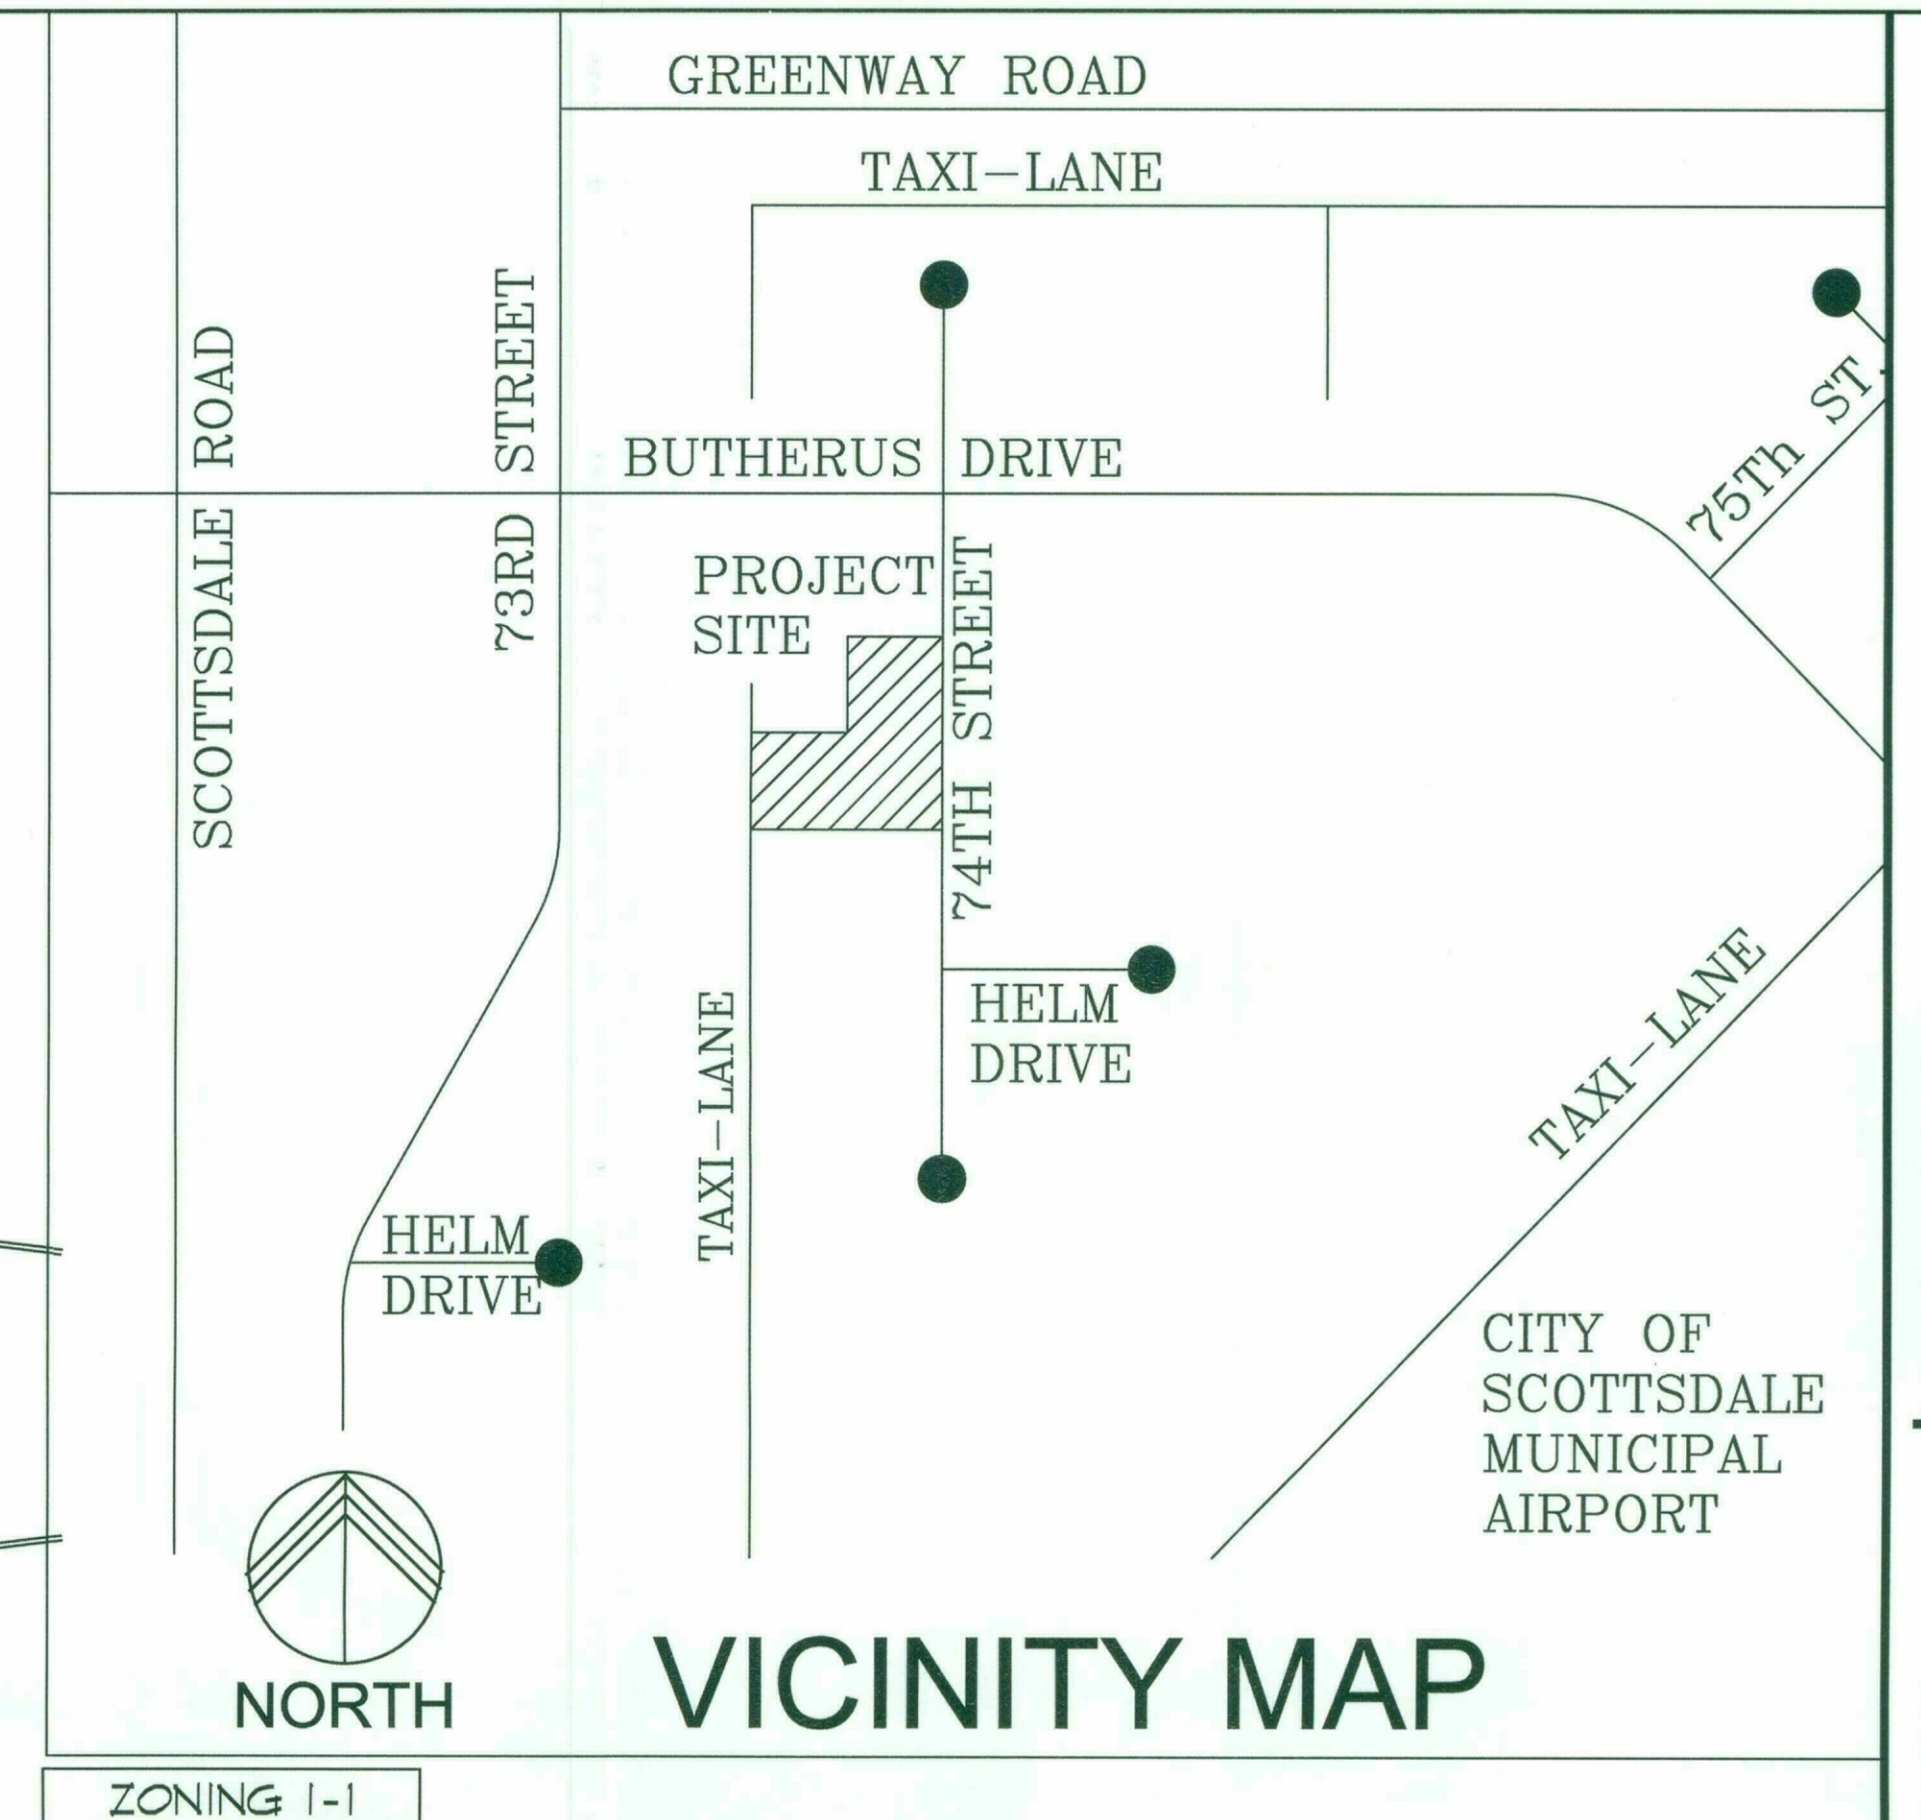 GREENWAY ROAD
TAXI-LANE
SCOTTSDALE ROAD
73RD STREET
BUTHERUS DRIVE
75Th ST.
PROJECT
SITE
74TH STREET
HELM
DRIVE
TAXI-LANE
TAXI-LANE
HELM
DRIVE
CITY OF
SCOTTSDALE
MUNICIPAL
AIRPORT
NORTH
VICINITY MAP
ZONING I-1